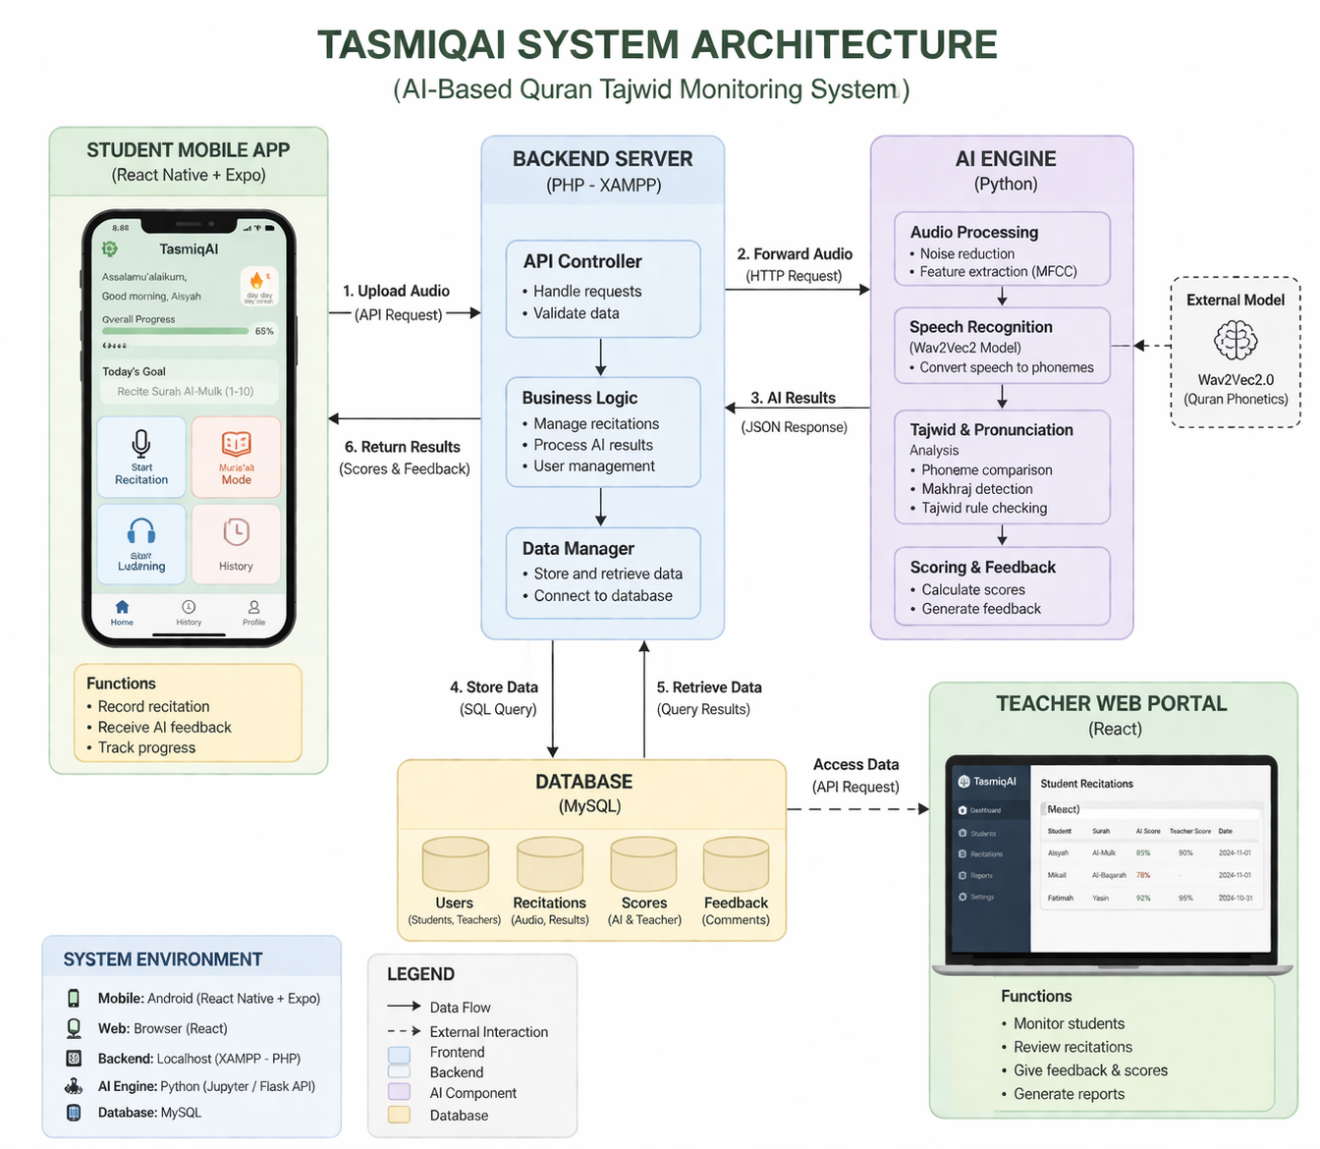 TASMIQAI SYSTEM ARCHITECTURE
(AI-Based Quran Tajwid Monitoring System.)
STUDENT MOBILE APP
(React Native + Expo)
TasmiqAI
Assalamu'alaikum,
Good morning, Aisyah
Overall Progress
65%
Today's Goal
Recite Surah Al-Mulk (1-10)
Start
Recitation
Mode
History
Home
History
Profile
Functions
• Record recitation
• Receive AI feedback
• Track progress
1. Upload Audio
(API Request)
6. Return Results
(Scores & Feedback)
BACKEND SERVER
(PHP - XAMPP)
API Controller
• Handle requests
• Validate data
Business Logic
• Manage recitations
• Process AI results
• User management
Data Manager
• Store and retrieve data
• Connect to database
2. Forward Audio
(HTTP Request)
3. AI Results
(JSON Response)
AI ENGINE
(Python)
Audio Processing
• Noise reduction
• Feature extraction (MFCC)
Speech Recognition
(Wav2Vec2 Model)
• Convert speech to phonemes
Tajwid & Pronunciation
Analysis
• Phoneme comparison
• Makhraj detection
• Tajwid rule checking
Scoring & Feedback
• Calculate scores
• Generate feedback
External Model
Wav2Vec2.0
(Quran Phonetics)
4. Store Data
(SQL Query)
5. Retrieve Data
(Query Results)
DATABASE
(MySQL)
Users
(Students, Teachers)
Recitations
(Audio, Results)
Scores
(AI & Teacher)
Feedback
(Comments)
Access Data
(API Request)
TEACHER WEB PORTAL
(React)
TasmiqAI
Dashboard
Students
Recitations
Reports
Settings
Student Recitations
Meact)
Student Surah AI Score Teacher Score Date
Aisyah Al-Mulk 85% 90% 2024-11-01
Mikail Al-Baqarah 78% - 2024-11-01
Fatimah Yasin 92% 95% 2024-10-31
Functions
• Monitor students
• Review recitations
• Give feedback & scores
• Generate reports
SYSTEM ENVIRONMENT
Mobile: Android (React Native + Expo)
Web: Browser (React)
Backend: Localhost (XAMPP - PHP)
AI Engine: Python (Jupyter / Flask API)
Database: MySQL
LEGEND
Data Flow
External Interaction
Frontend
Backend
AI Component
Database